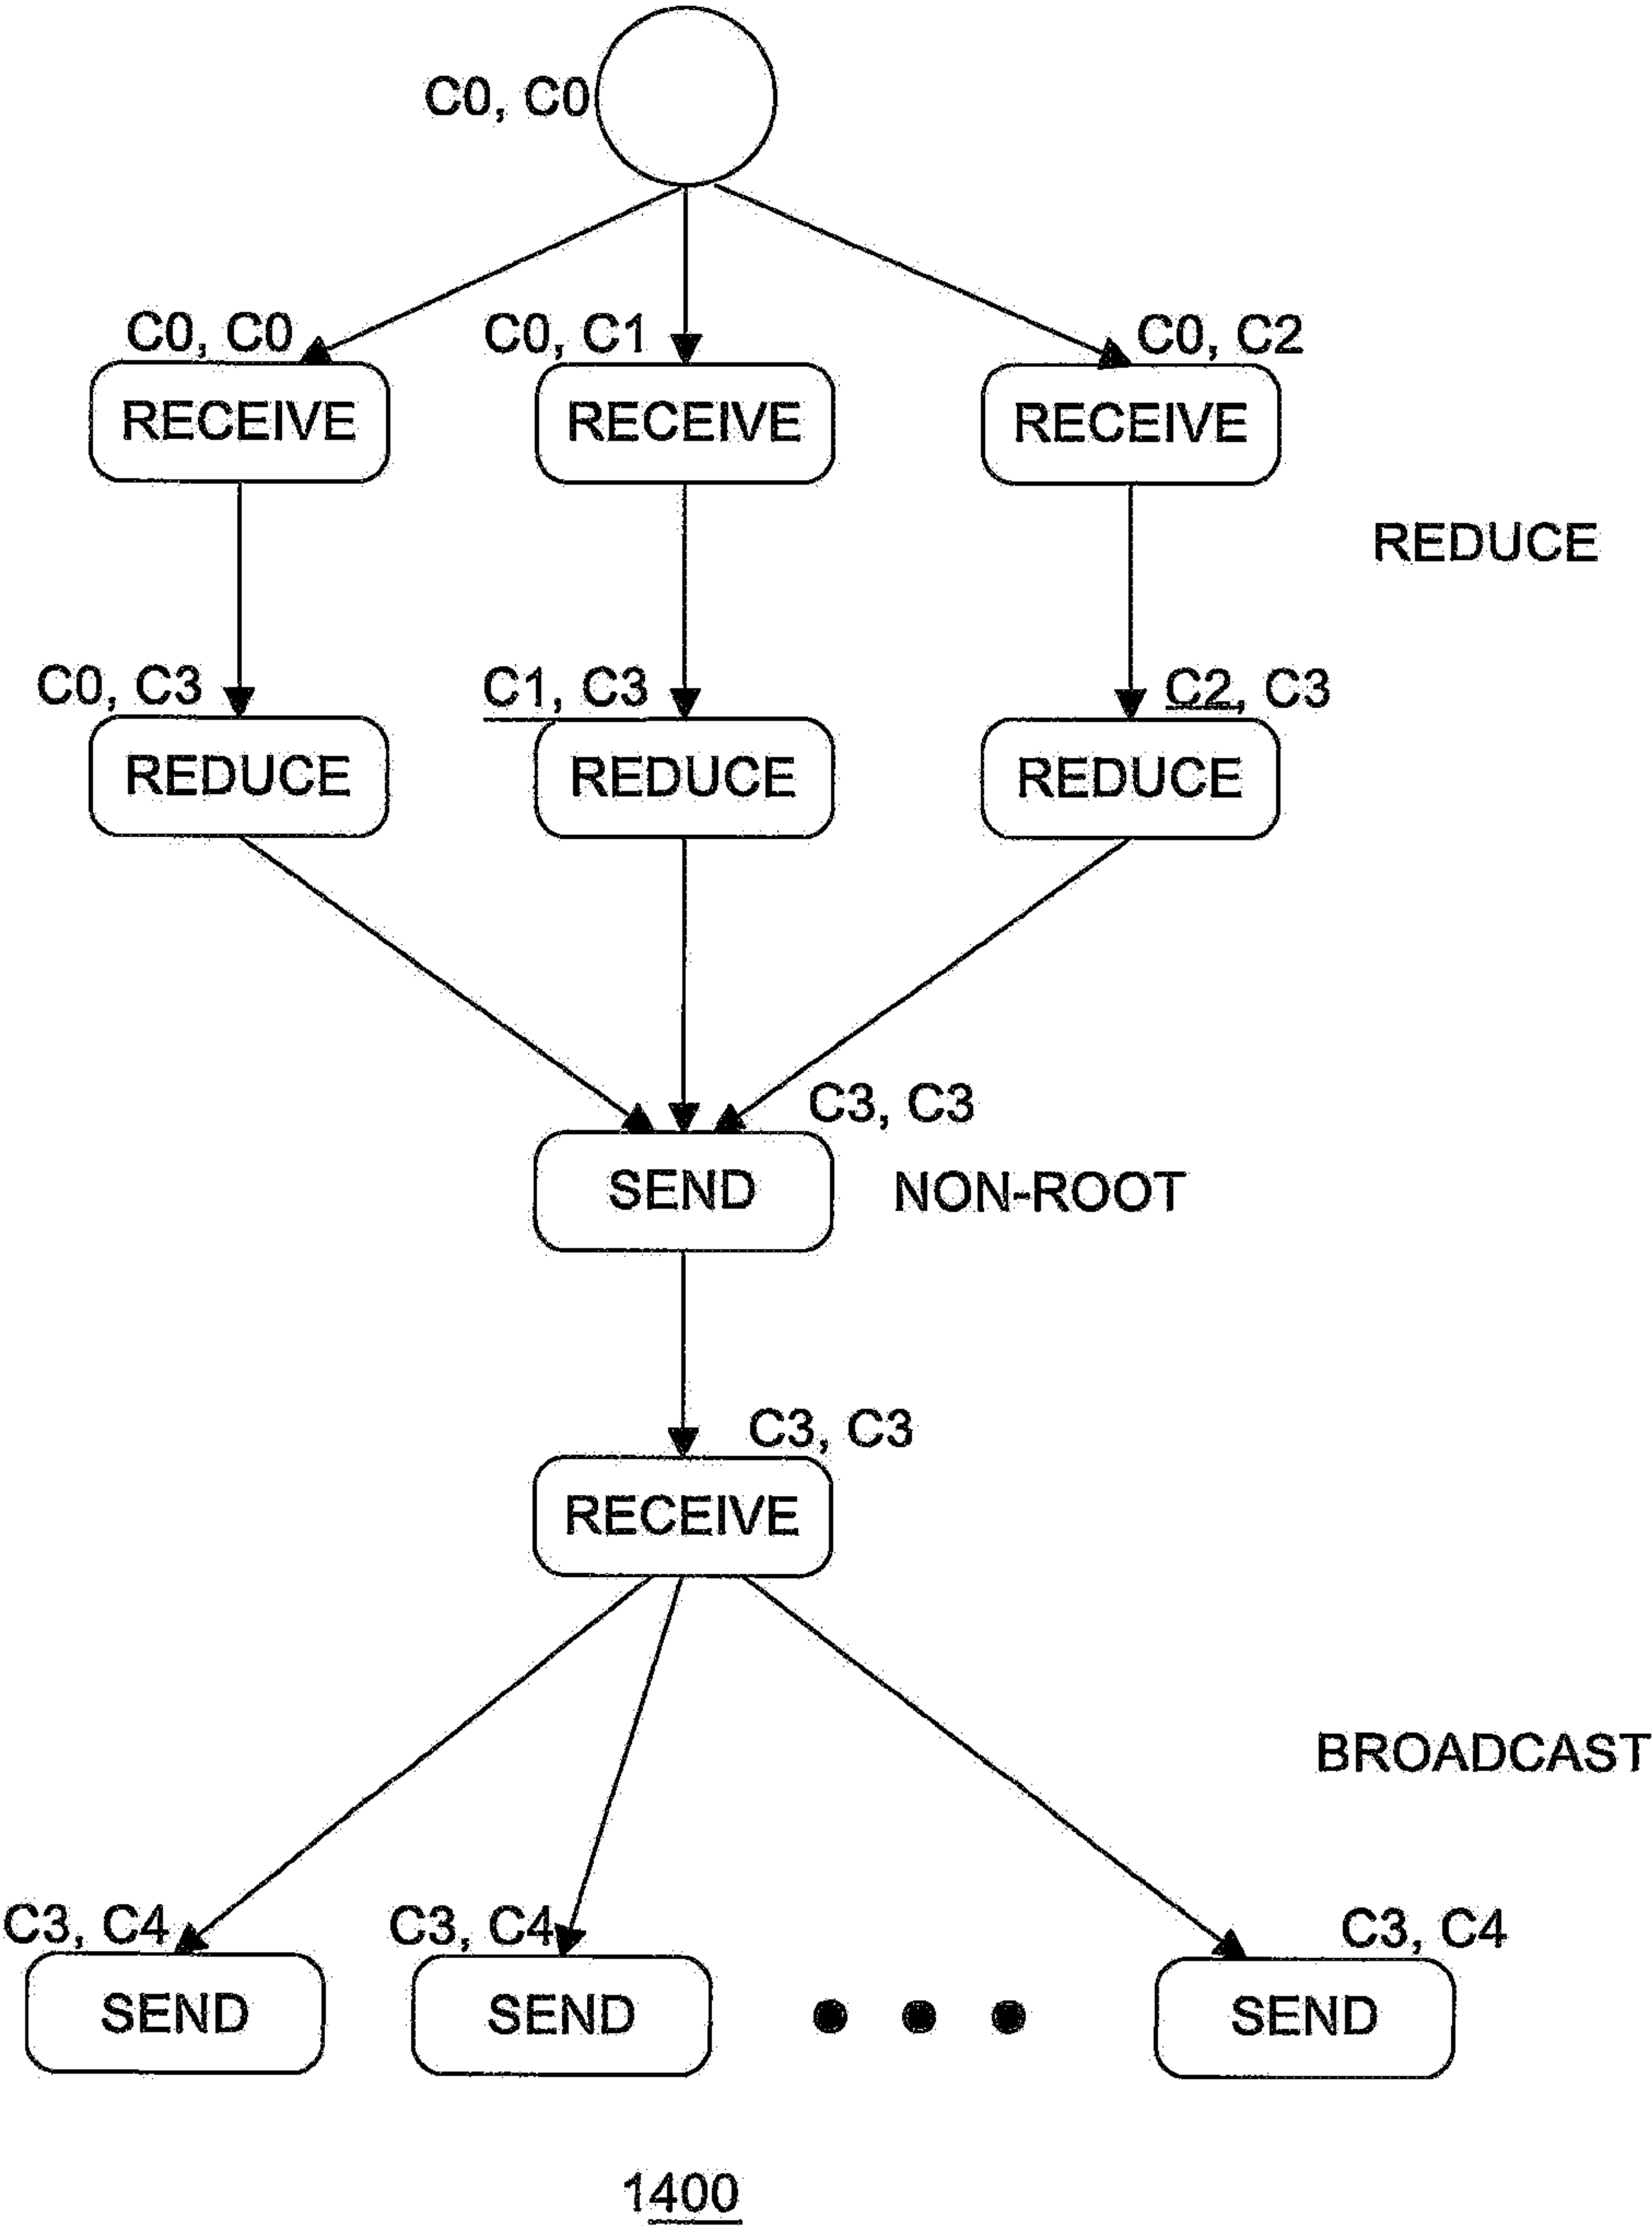 C0, C0
C0, C0
C0, C1
C0, C2
RECEIVE
RECEIVE
RECEIVE
REDUCE
C0, C3
C1, C3
C2, C3
REDUCE
REDUCE
REDUCE
C3, C3
SEND
NON-ROOT
C3, C3
RECEIVE
BROADCAST
C3, C4
C3, C4
C3, C4
SEND
SEND
SEND
1400